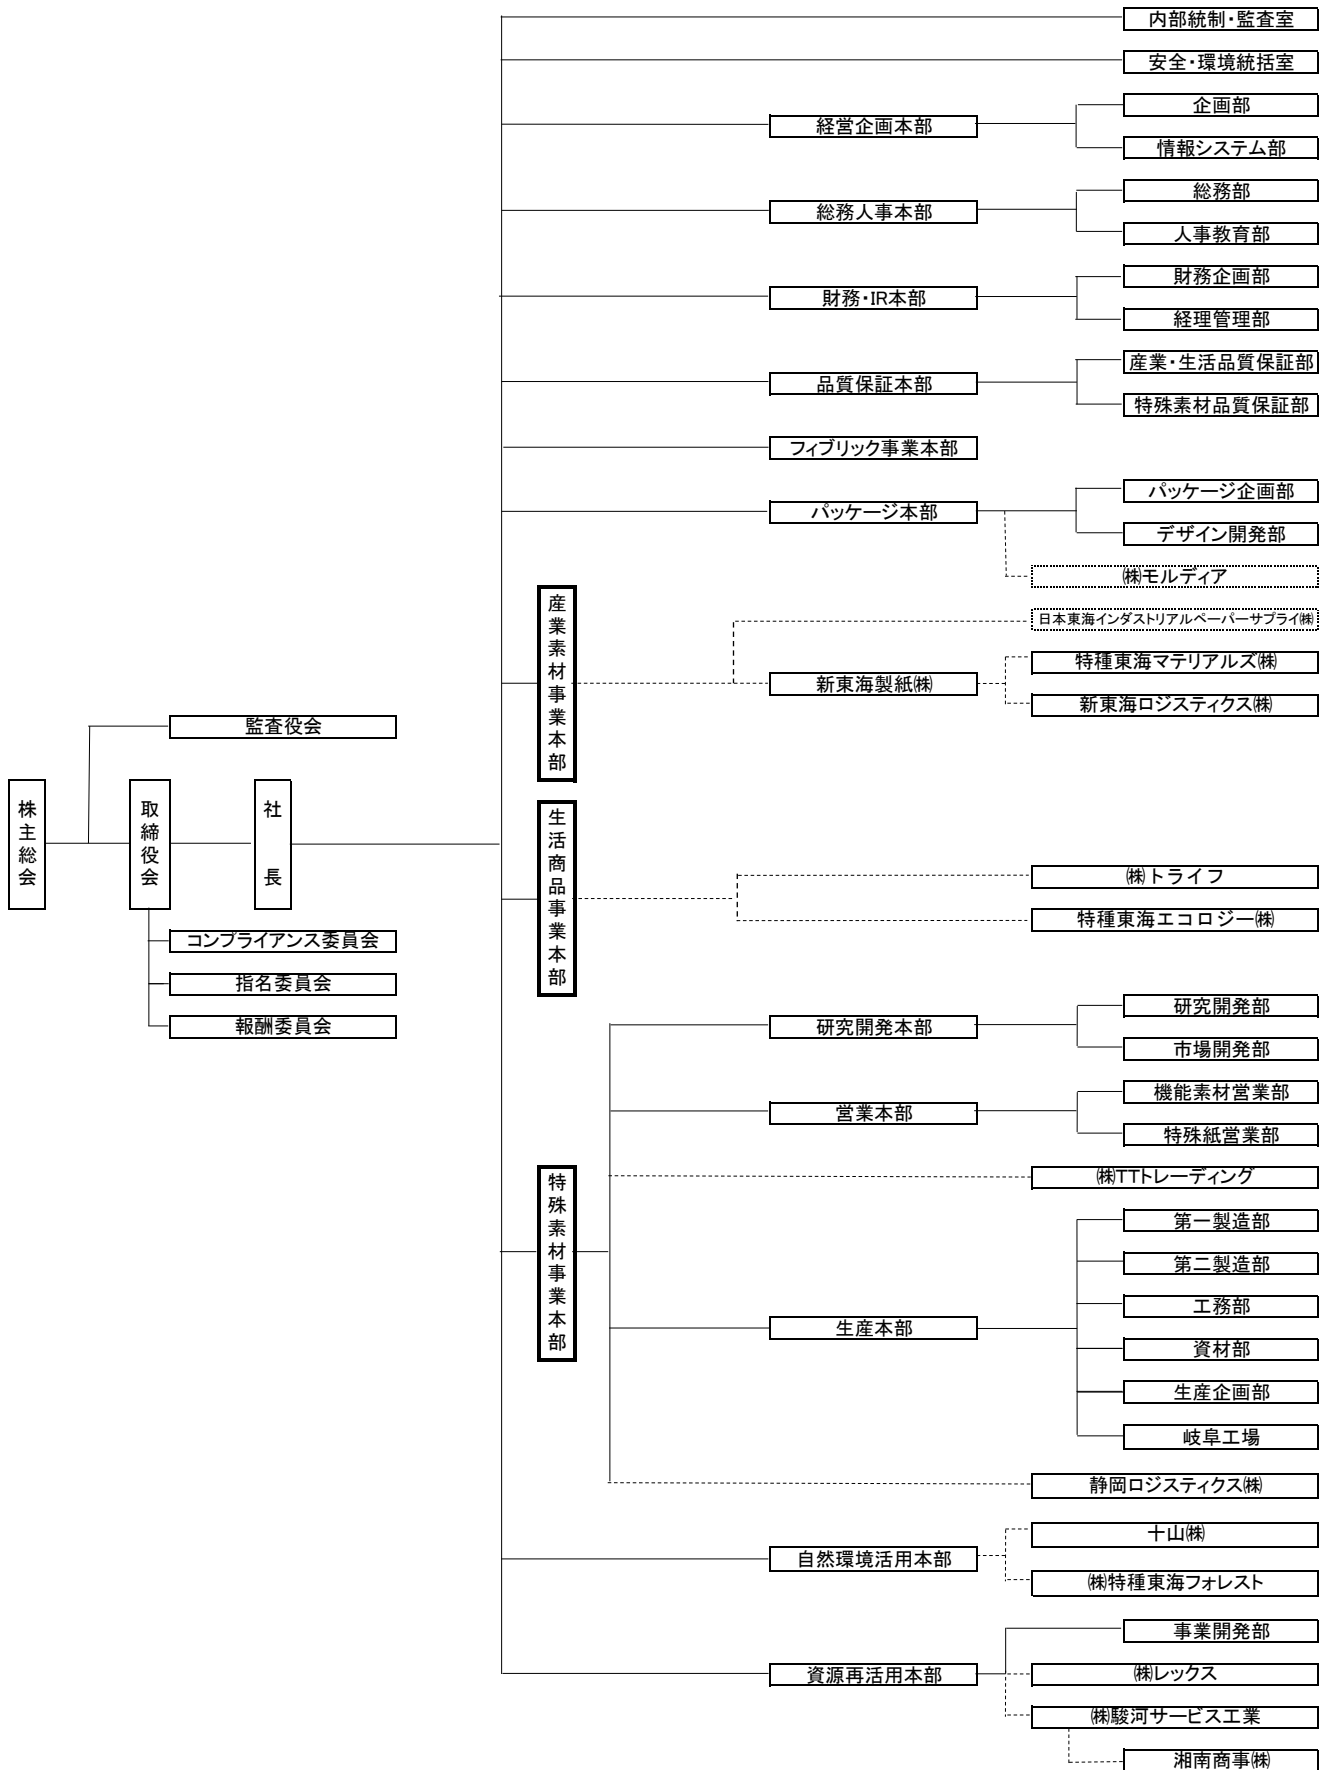 内部統制・監査室
安全・環境統括室
企画部
経営企画本部
情報システム部
総務部
総務人事本部
人事教育部
財務企画部
財務・IR本部
経理管理部
産業・生活品質保証部
品質保証本部
特殊素材品質保証部
フィブリック事業本部
パッケージ企画部
パッケージ本部
デザイン開発部
㈱モルディア
産業素材事業本部
日本東海インダストリアルペーパーサプライ㈱
特種東海マテリアルズ㈱
新東海製紙㈱
新東海ロジスティクス㈱
監査役会
株主総会
取締役会
社長
生活商品事業本部
㈱トライフ
特種東海エコロジー㈱
コンプライアンス委員会
指名委員会
報酬委員会
研究開発部
研究開発本部
市場開発部
機能素材営業部
営業本部
特殊紙営業部
㈱TTトレーディング
特殊素材事業本部
第一製造部
第二製造部
工務部
生産本部
資材部
生産企画部
岐阜工場
静岡ロジスティクス㈱
十山㈱
自然環境活用本部
㈱特種東海フォレスト
事業開発部
資源再活用本部
㈱レックス
㈱駿河サービス工業
湘南商事㈱